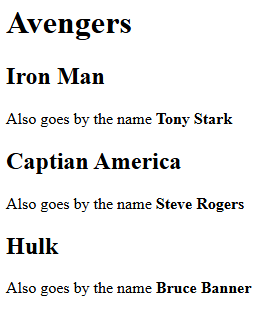 Avengers
Iron Man
Also goes by the name Tony Stark
Captian America
Also goes by the name Steve Rogers
Hulk
Also goes by the name Bruce Banner